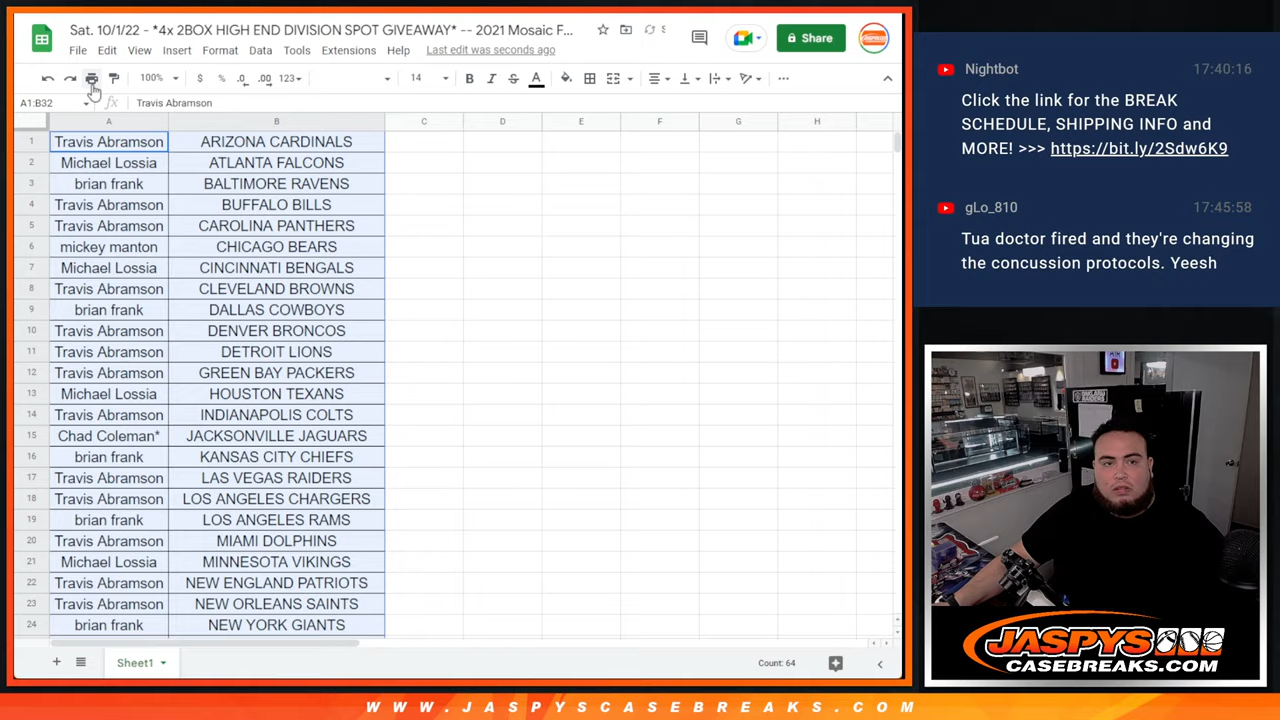 Sat. 10/1/22 - *4x 2BOX HIGH END DIVISION SPOT GIVEAWAY* -- 2021 Mosaic F...
File Edit View Insert Format Data Tools Extensions Help Last edit was seconds ago
Share
100% $ % .0 .00 123 14 B I S A
A1:B32 fx Travis Abramson
A B C D E F G H
1 Travis Abramson ARIZONA CARDINALS
2 Michael Lossia ATLANTA FALCONS
3 brian frank BALTIMORE RAVENS
4 Travis Abramson BUFFALO BILLS
5 Travis Abramson CAROLINA PANTHERS
6 mickey manton CHICAGO BEARS
7 Michael Lossia CINCINNATI BENGALS
8 Travis Abramson CLEVELAND BROWNS
9 brian frank DALLAS COWBOYS
10 Travis Abramson DENVER BRONCOS
11 Travis Abramson DETROIT LIONS
12 Travis Abramson GREEN BAY PACKERS
13 Michael Lossia HOUSTON TEXANS
14 Travis Abramson INDIANAPOLIS COLTS
15 Chad Coleman* JACKSONVILLE JAGUARS
16 brian frank KANSAS CITY CHIEFS
17 Travis Abramson LAS VEGAS RAIDERS
18 Travis Abramson LOS ANGELES CHARGERS
19 brian frank LOS ANGELES RAMS
20 Travis Abramson MIAMI DOLPHINS
21 Michael Lossia MINNESOTA VIKINGS
22 Travis Abramson NEW ENGLAND PATRIOTS
23 Travis Abramson NEW ORLEANS SAINTS
24 brian frank NEW YORK GIANTS
Sheet1 Count: 64
Nightbot 17:40:16
Click the link for the BREAK
SCHEDULE, SHIPPING INFO and
MORE! >>> https://bit.ly/2Sdw6K9
gLo_810 17:45:58
Tua doctor fired and they're changing
the concussion protocols. Yeesh
JASPYS
CASEBREAKS.COM
WWW.JASPYSCASEBREAKS.COM